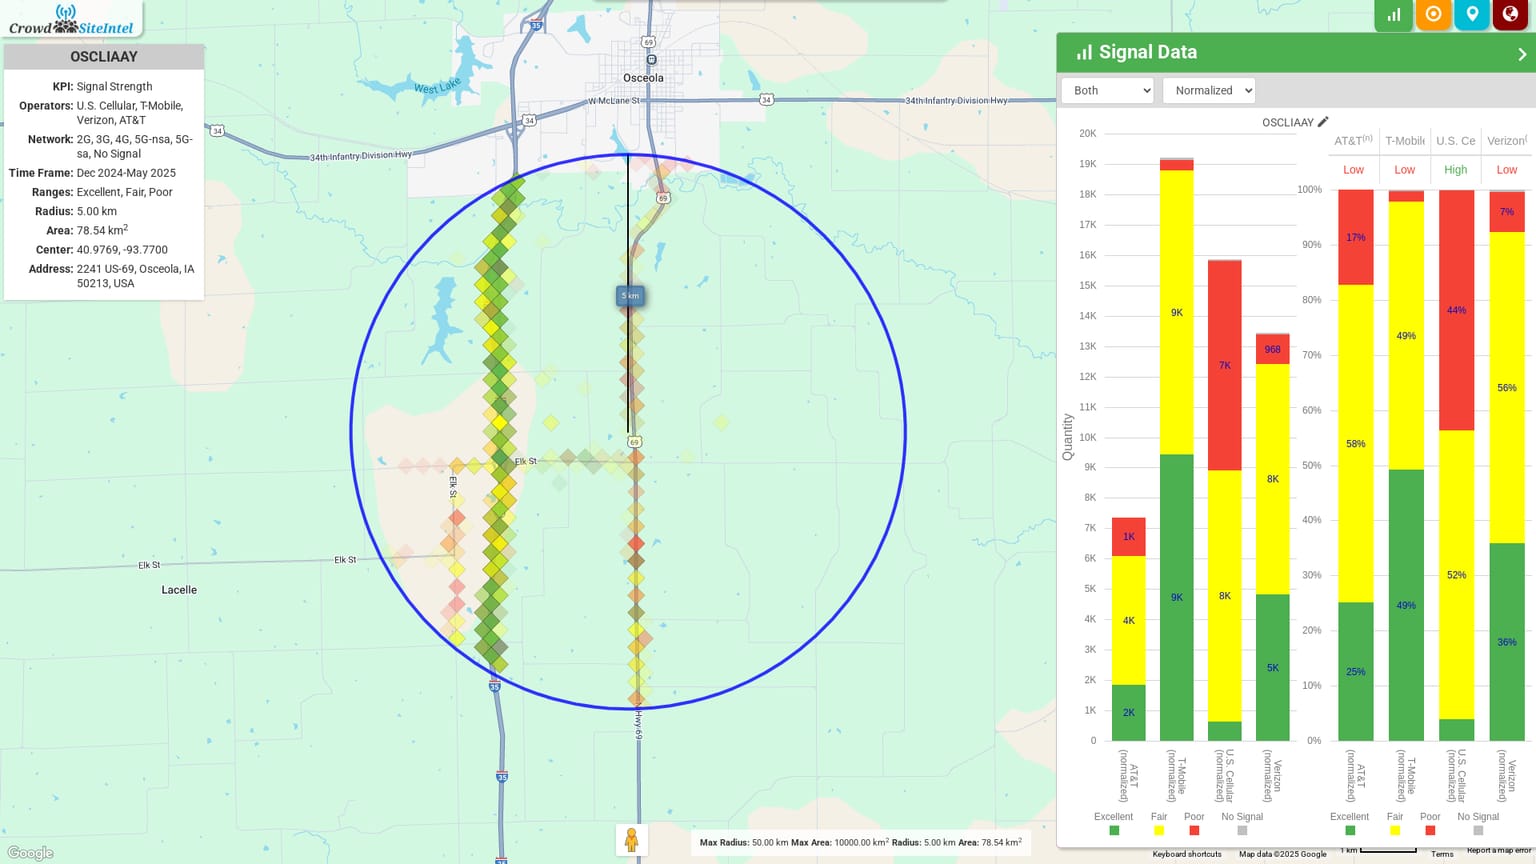 Crowd SiteIntel
OSCLIAAY
KPI: Signal Strength
Operators: U.S. Cellular, T-Mobile,
Verizon, AT&T
Network: 2G, 3G, 4G, 5G-nsa, 5G-
sa, No Signal
Time Frame: Dec 2024-May 2025
Ranges: Excellent, Fair, Poor
Radius: 5.00 km
Area: 78.54 km²
Center: 40.9769, -93.7700
Address: 2241 US-69, Osceola, IA
50213, USA
35
69
Osceola
West Lake
W McLane St
34
34th Infantry Division Hwy
34
34
34th Infantry Division Hwy
69
5 km
69
Elk St
Elk St
Elk St
Elk St
Lacelle
35
Hwy 69
35
35
Google
Max Radius: 50.00 km Max Area: 10000.00 km² Radius: 5.00 km Area: 78.54 km²
Signal Data
Both
Normalized
OSCLIAAY
Quantity
20K
19K
18K
17K
16K
15K
14K
13K
12K
11K
10K
9K
8K
7K
6K
5K
4K
3K
2K
1K
0
1K
4K
2K
9K
9K
7K
8K
968
8K
5K
AT&T (normalized)
T-Mobile (normalized)
U.S. Cellular (normalized)
Verizon (normalized)
Excellent
Fair
Poor
No Signal
AT&T(n)
T-Mobile
U.S. Ce
Verizon(
Low
Low
High
Low
100%
90%
80%
70%
60%
50%
40%
30%
20%
10%
0%
17%
58%
25%
49%
49%
44%
52%
7%
56%
36%
AT&T (normalized)
T-Mobile (normalized)
U.S. Cellular (normalized)
Verizon (normalized)
Excellent
Fair
Poor
No Signal
Keyboard shortcuts
Map data ©2025 Google
1 km
Terms
Report a map error